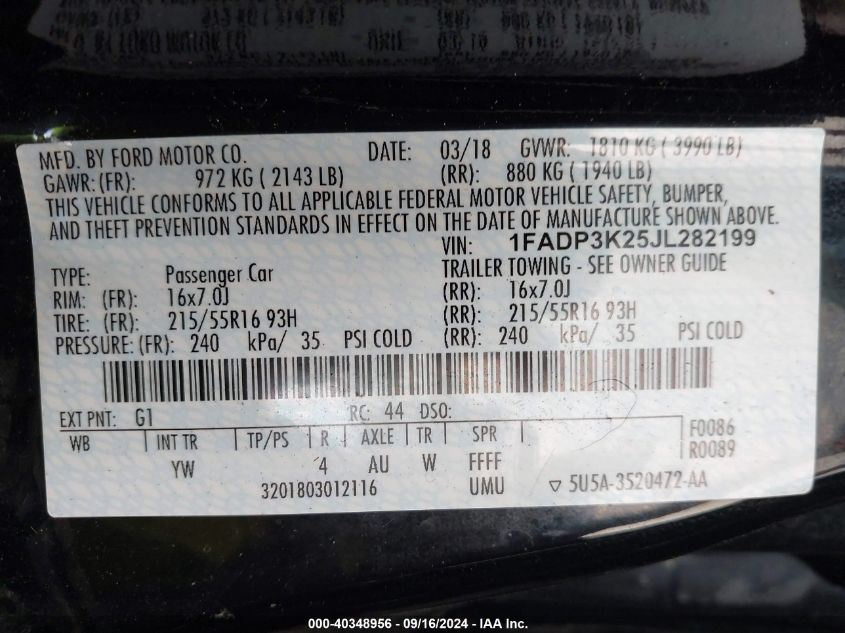 MFD. BY FORD MOTOR CO. DATE: 03/18 GVWR: 1810 KG ( 3990 LB)
GAWR: (FR): 972 KG ( 2143 LB) (RR): 880 KG ( 1940 LB)
THIS VEHICLE CONFORMS TO ALL APPLICABLE FEDERAL MOTOR VEHICLE SAFETY, BUMPER,
AND THEFT PREVENTION STANDARDS IN EFFECT ON THE DATE OF MANUFACTURE SHOWN ABOVE.
VIN: 1FADP3K25JL282199
TYPE: Passenger Car TRAILER TOWING - SEE OWNER GUIDE
RIM: (FR): 16x7.0J (RR): 16x7.0J
TIRE: (FR): 215/55R16 93H (RR): 215/55R16 93H
PRESSURE: (FR): 240 kPa/ 35 PSI COLD (RR): 240 kPa/ 35 PSI COLD
EXT PNT: G1 RC: 44 DSO:
WB INT TR TP/PS R AXLE TR SPR F0086
YW 4 AU W FFFF R0089
3201803012116 UMU ▽ 5U5A-3520472-AA
000-40348956 - 09/16/2024 - IAA Inc.